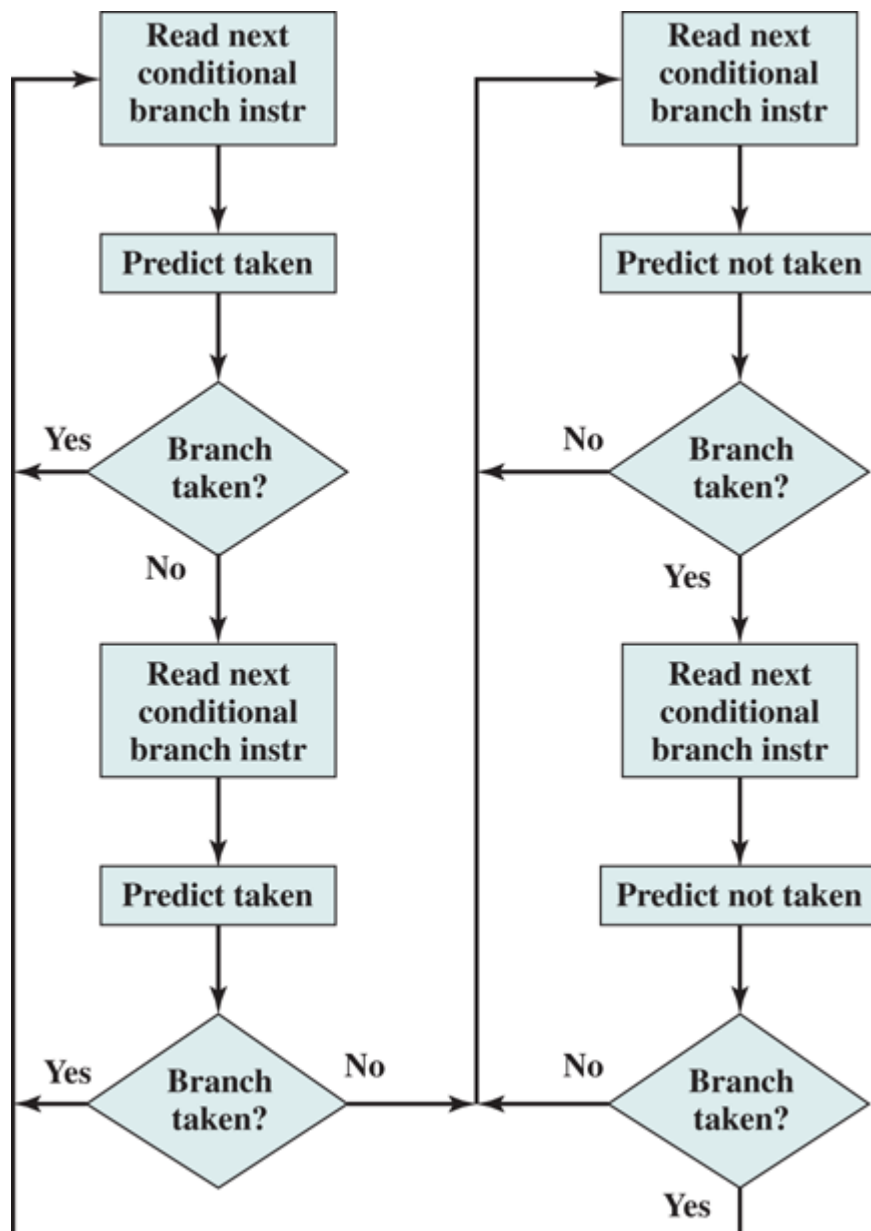 Read next
conditional
branch instr
Predict taken
Yes
Branch
taken?
No
Read next
conditional
branch instr
Predict taken
Yes
Branch
taken?
No
Read next
conditional
branch instr
Predict not taken
No
Branch
taken?
Yes
Read next
conditional
branch instr
Predict not taken
No
Branch
taken?
Yes